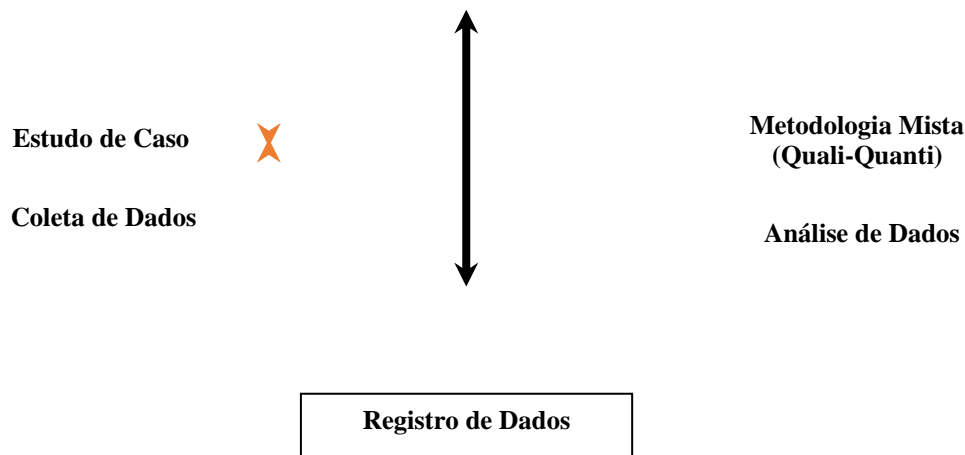 Estudo de Caso
Metodologia Mista
(Quali-Quanti)
Coleta de Dados
Análise de Dados
Registro de Dados